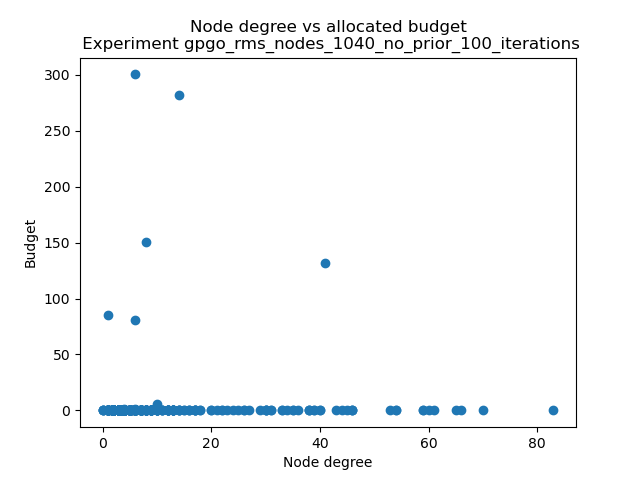 Node degree vs allocated budget
Experiment gpgo_rms_nodes_1040_no_prior_100_iterations
300
250
200
150
100
50
0
Budget
0 20 40 60 80
Node degree